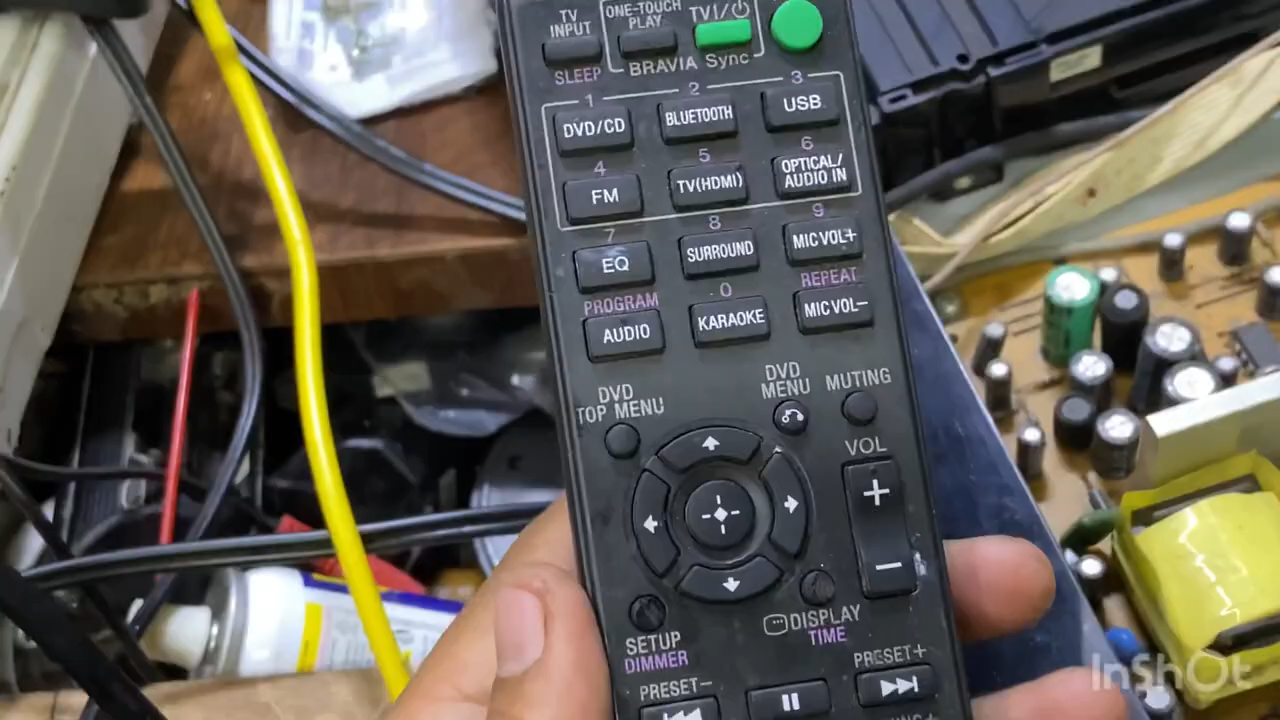 TV INPUT
ONE-TOUCH PLAY
TV I/⏻
SLEEP
BRAVIA Sync
1
2
3
DVD/CD
BLUETOOTH
USB
4
5
6
FM
TV(HDMI)
OPTICAL/
AUDIO IN
7
8
9
EQ
SURROUND
MIC VOL+
PROGRAM
0
REPEAT
AUDIO
KARAOKE
MIC VOL-
DVD
TOP MENU
DVD
MENU
MUTING
VOL
+
-
SETUP
DIMMER
DISPLAY
TIME
PRESET-
PRESET+
InShOt